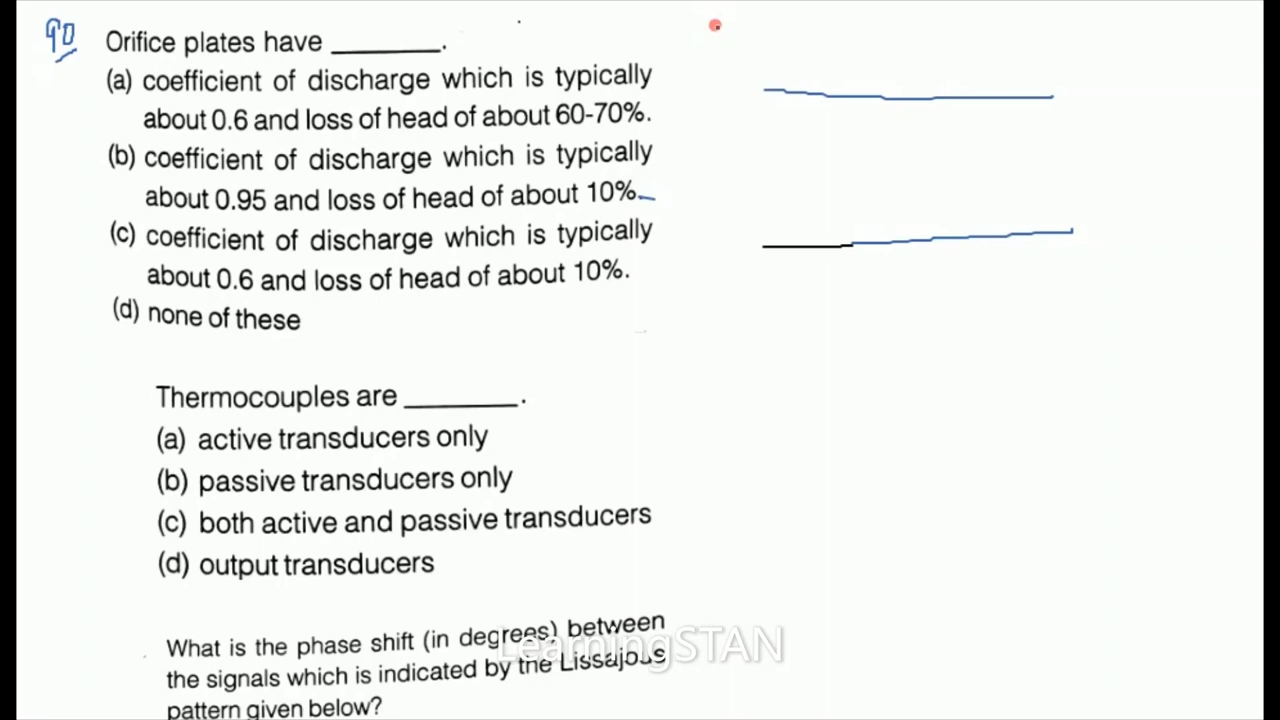 90 Orifice plates have ________.
(a) coefficient of discharge which is typically
about 0.6 and loss of head of about 60-70%.
(b) coefficient of discharge which is typically
about 0.95 and loss of head of about 10%
(c) coefficient of discharge which is typically
about 0.6 and loss of head of about 10%.
(d) none of these
Thermocouples are ________.
(a) active transducers only
(b) passive transducers only
(c) both active and passive transducers
(d) output transducers
What is the phase shift (in degrees) between
LearningSTAN
the signals which is indicated by the Lissajous
pattern given below?